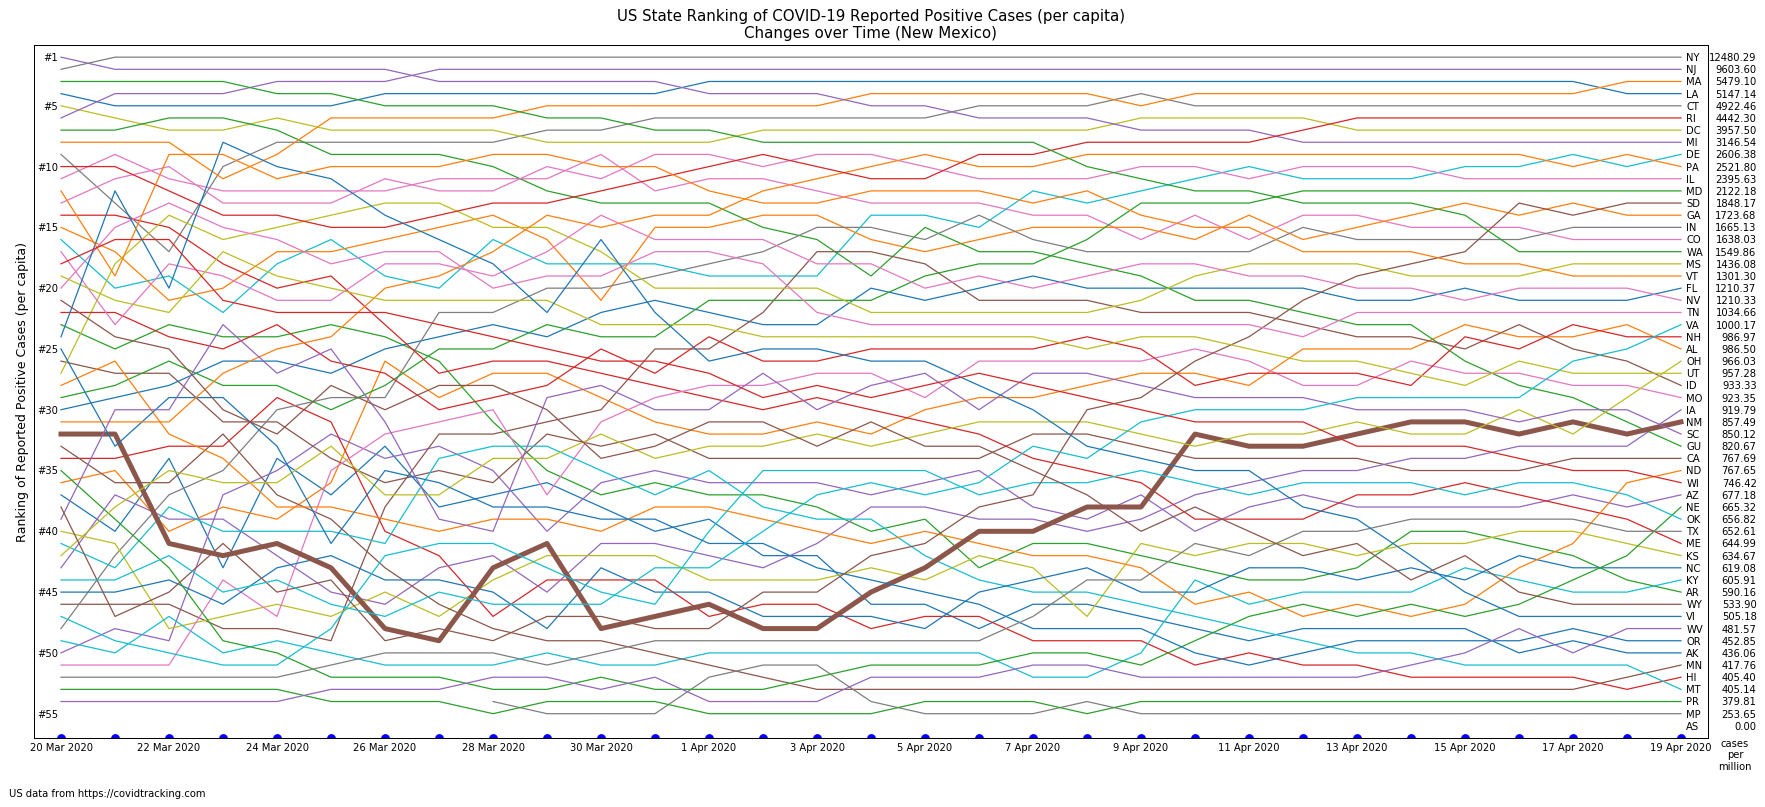 US State Ranking of COVID-19 Reported Positive Cases (per capita)
Changes over Time (New Mexico)
Ranking of Reported Positive Cases (per capita)
#1
#5
#10
#15
#20
#25
#30
#35
#40
#45
#50
#55
NY 12480.29
NJ 9603.60
MA 5479.10
LA 5147.14
CT 4922.46
RI 4442.30
DC 3957.50
MI 3146.54
DE 2606.38
PA 2521.80
IL 2395.63
MD 2122.18
SD 1848.17
GA 1723.68
IN 1665.13
CO 1638.03
WA 1549.86
MS 1436.08
VT 1301.30
FL 1210.37
NV 1210.33
TN 1034.66
VA 1000.17
NH 986.97
AL 986.50
OH 966.03
UT 957.28
ID 933.33
MO 923.35
IA 919.79
NM 857.49
SC 850.12
GU 820.67
CA 767.69
ND 767.65
WI 746.42
AZ 677.18
NE 665.32
OK 656.82
TX 652.61
ME 644.99
KS 634.67
NC 619.08
KY 605.91
AR 590.16
WY 533.90
VI 505.18
WV 481.57
OR 452.85
AK 436.06
MN 417.76
HI 405.40
MT 405.14
PR 379.81
MP 253.65
AS 0.00
20 Mar 2020 22 Mar 2020 24 Mar 2020 26 Mar 2020 28 Mar 2020 30 Mar 2020 1 Apr 2020 3 Apr 2020 5 Apr 2020 7 Apr 2020 9 Apr 2020 11 Apr 2020 13 Apr 2020 15 Apr 2020 17 Apr 2020 19 Apr 2020
cases
per
million
US data from https://covidtracking.com